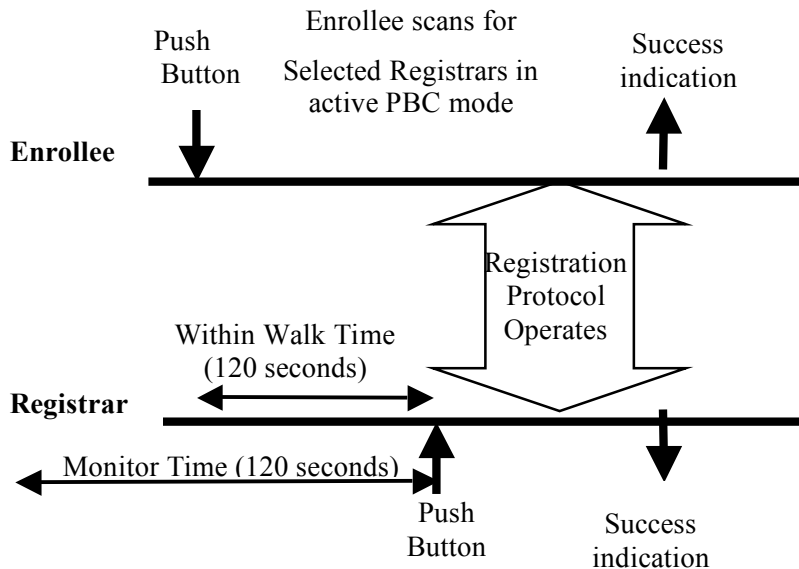 Push
Button
Enrollee scans for
Selected Registrars in
active PBC mode
Success
indication
Enrollee
Registration
Protocol
Operates
Within Walk Time
(120 seconds)
Registrar
Monitor Time (120 seconds)
Push
Button
Success
indication